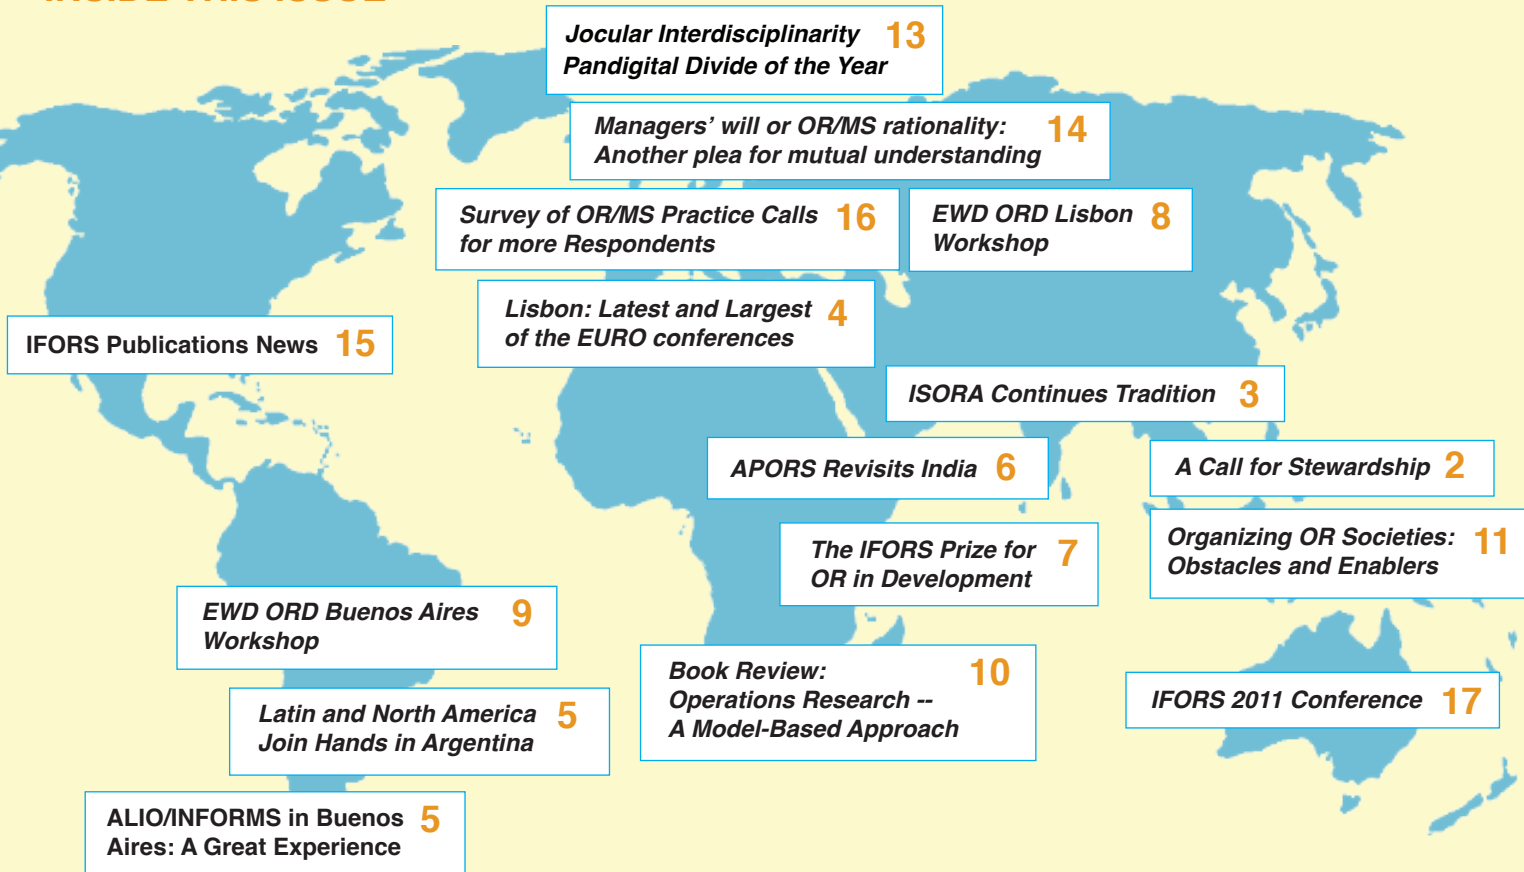 INSIDE THIS ISSUE
Jocular Interdisciplinarity 13
Pandigital Divide of the Year
Managers' will or OR/MS rationality: 14
Another plea for mutual understanding
Survey of OR/MS Practice Calls 16
for more Respondents
EWD ORD Lisbon 8
Workshop
Lisbon: Latest and Largest 4
of the EURO conferences
IFORS Publications News 15
ISORA Continues Tradition 3
APORS Revisits India 6
A Call for Stewardship 2
The IFORS Prize for 7
OR in Development
Organizing OR Societies: 11
Obstacles and Enablers
EWD ORD Buenos Aires 9
Workshop
Book Review: 10
Operations Research --
A Model-Based Approach
IFORS 2011 Conference 17
Latin and North America 5
Join Hands in Argentina
ALIO/INFORMS in Buenos 5
Aires: A Great Experience